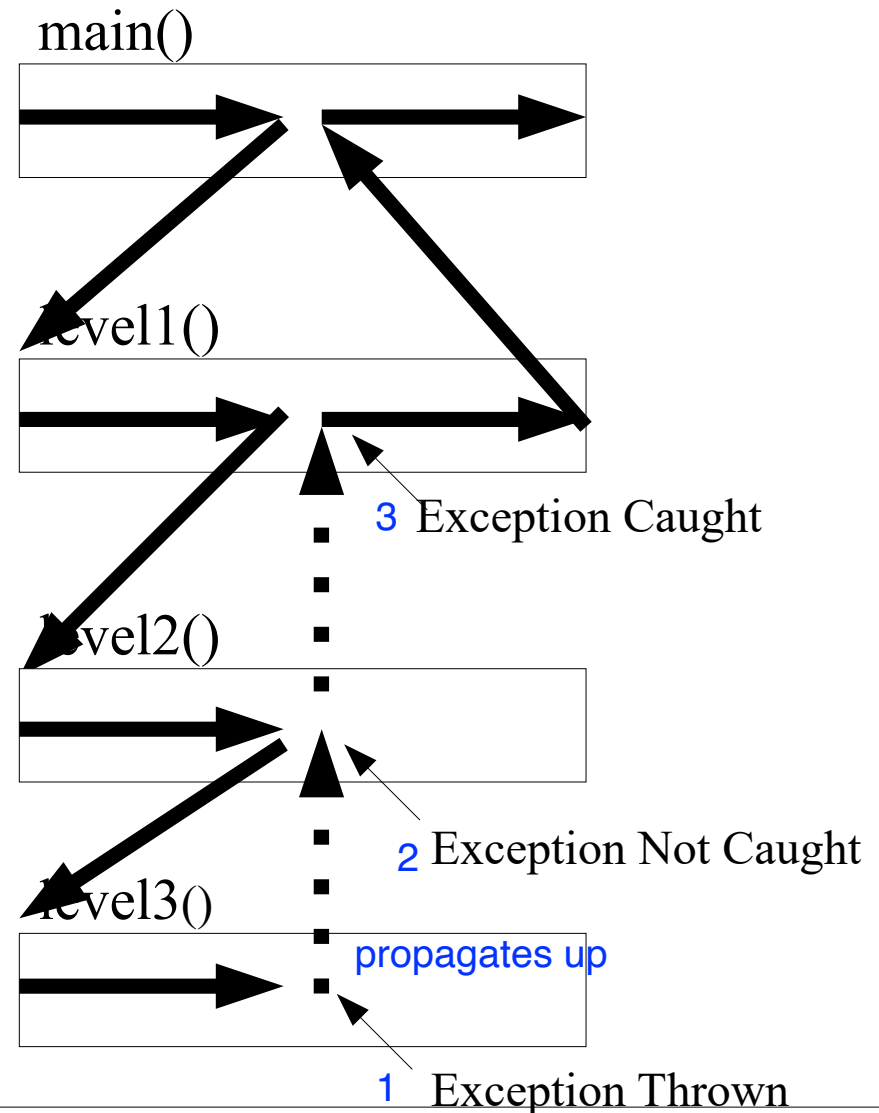 main()
level1()
3 Exception Caught
level2()
2 Exception Not Caught
level3()
propagates up
1 Exception Thrown